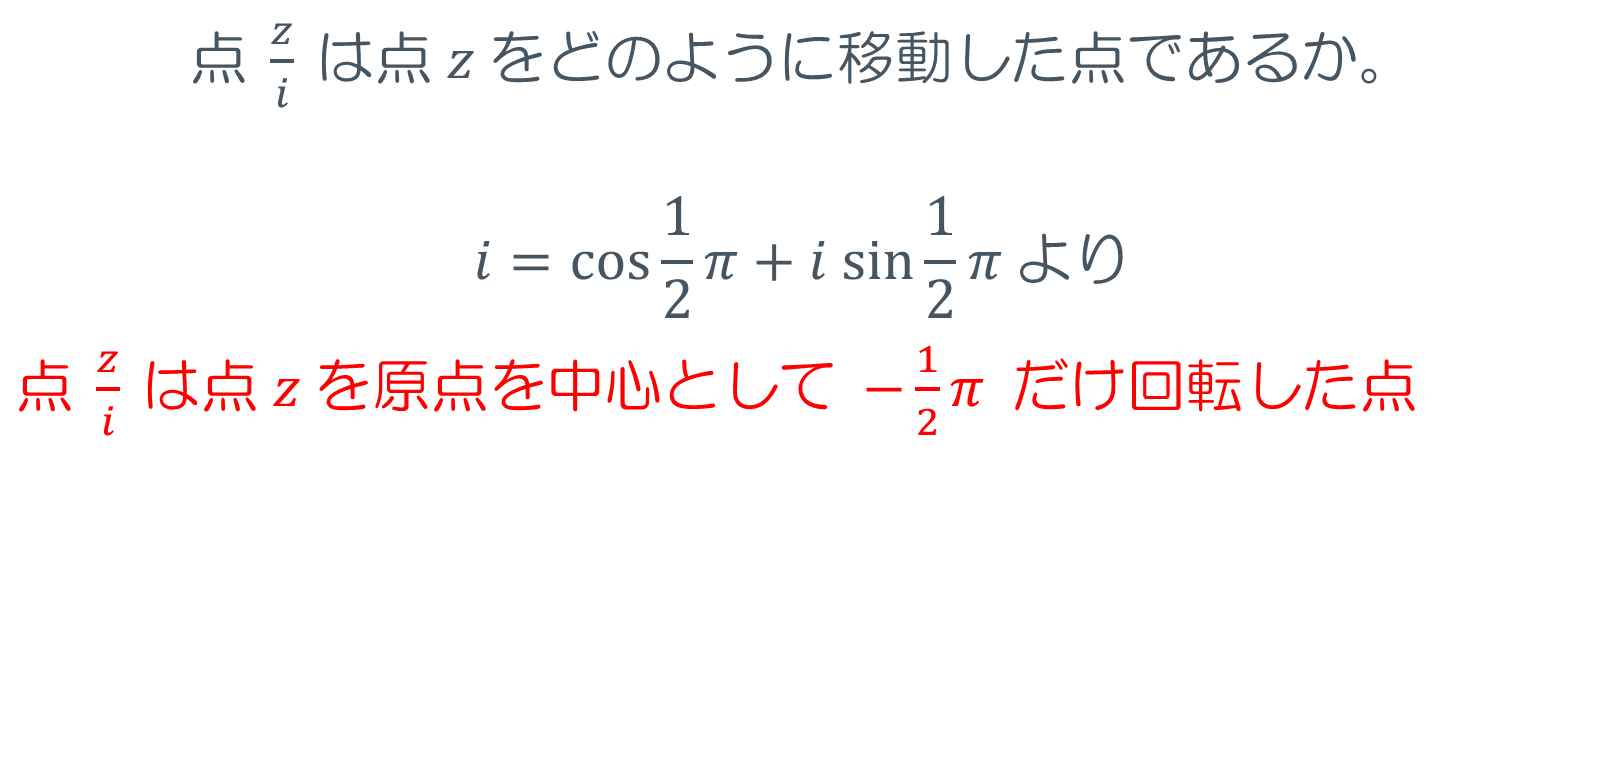 点 z/i は点 z をどのように移動した点であるか。
i = cos 1/2 π + i sin 1/2 π より
点 z/i は点 z を原点を中心として −1/2 π だけ回転した点